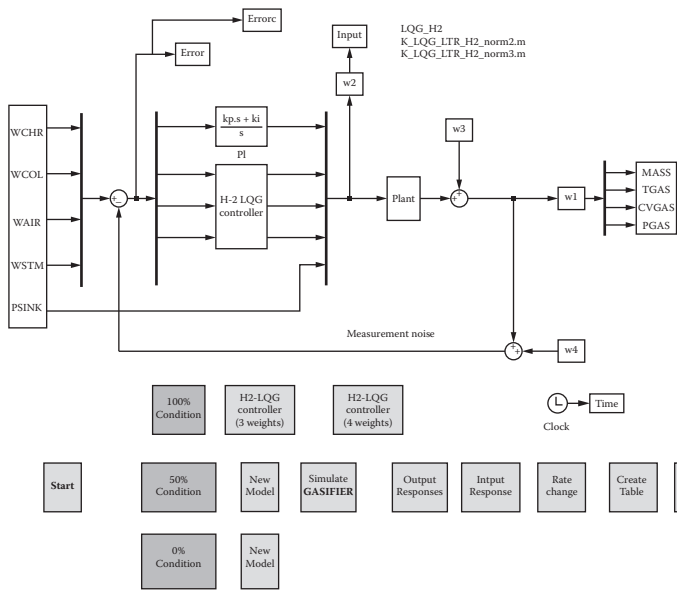 Errorc
Error
Input
LQG_H2
K_LQG_LTR_H2_norm2.m
K_LQG_LTR_H2_norm3.m
w2
WCHR
WCOL
WAIR
WSTM
PSINK
+
−
kp.s + ki
s
PI
H-2 LQG
controller
Plant
w3
+
+
w1
MASS
TGAS
CVGAS
PGAS
Measurement noise
+
+
w4
100%
Condition
H2-LQG
controller
(3 weights)
H2-LQG
controller
(4 weights)
Clock
Time
Start
50%
Condition
New
Model
Simulate
GASIFIER
Output
Responses
Intput
Response
Rate
change
Create
Table
0%
Condition
New
Model